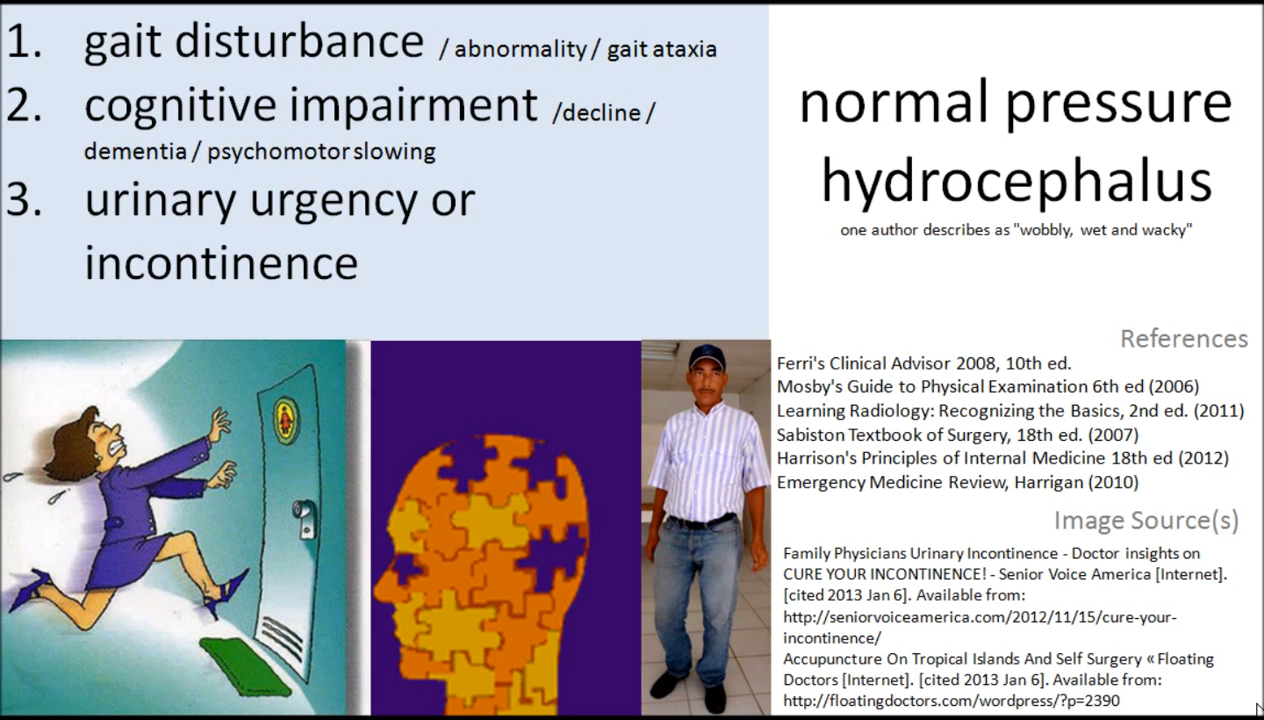 1. gait disturbance / abnormality / gait ataxia
2. cognitive impairment /decline /
dementia / psychomotor slowing
3. urinary urgency or
incontinence
normal pressure
hydrocephalus
one author describes as "wobbly, wet and wacky"
References
Ferri's Clinical Advisor 2008, 10th ed.
Mosby's Guide to Physical Examination 6th ed (2006)
Learning Radiology: Recognizing the Basics, 2nd ed. (2011)
Sabiston Textbook of Surgery, 18th ed. (2007)
Harrison's Principles of Internal Medicine 18th ed (2012)
Emergency Medicine Review, Harrigan (2010)
Image Source(s)
Family Physicians Urinary Incontinence - Doctor insights on
CURE YOUR INCONTINENCE! - Senior Voice America [Internet].
[cited 2013 Jan 6]. Available from:
http://seniorvoiceamerica.com/2012/11/15/cure-your-
incontinence/
Accupuncture On Tropical Islands And Self Surgery « Floating
Doctors [Internet]. [cited 2013 Jan 6]. Available from:
http://floatingdoctors.com/wordpress/?p=2390